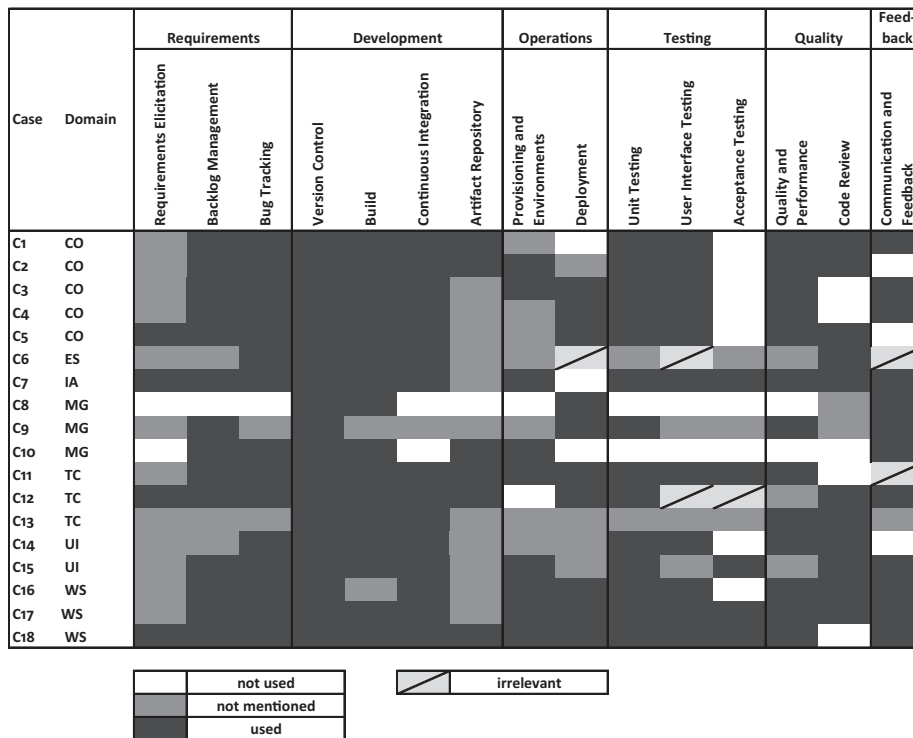 Requirements Development Operations Testing Quality Feed-
back
Case Domain
Requirements Elicitation
Backlog Management
Bug Tracking
Version Control
Build
Continuous Integration
Artifact Repository
Provisioning and
Environments
Deployment
Unit Testing
User Interface Testing
Acceptance Testing
Quality and
Performance
Code Review
Communication and
Feedback
C1 CO
C2 CO
C3 CO
C4 CO
C5 CO
C6 ES
C7 IA
C8 MG
C9 MG
C10 MG
C11 TC
C12 TC
C13 TC
C14 UI
C15 UI
C16 WS
C17 WS
C18 WS
not used irrelevant
not mentioned
used